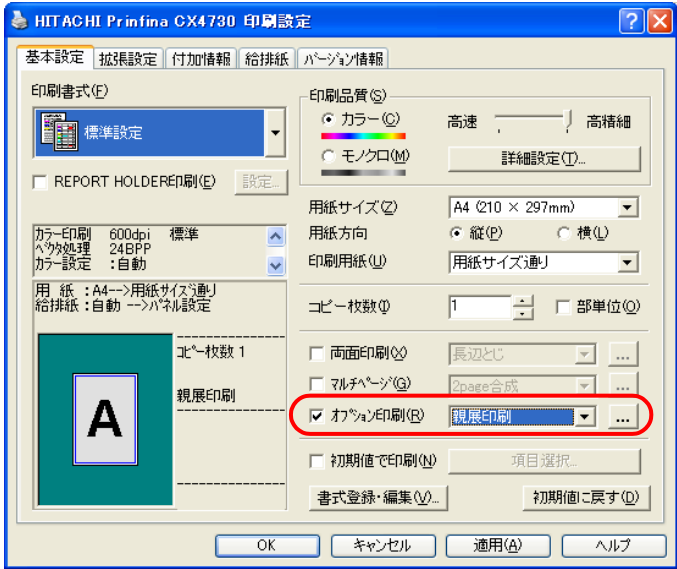 HITACHI Prinfina CX4730 印刷設定
基本設定 拡張設定 付加情報 給排紙 バージョン情報
印刷書式(F)
標準設定
REPORT HOLDER印刷(E) 設定...
カラー印刷 600dpi 標準
ベクタ処理 24BPP
カラー設定 :自動
用 紙 :A4-->用紙サイズ通り
給排紙:自動 -->パネル設定
コピー枚数 1
親展印刷
A
印刷品質(S)
カラー(C) 高速 高精細
モノクロ(M) 詳細設定(T)...
用紙サイズ(Z) A4 (210 × 297mm)
用紙方向 縦(P) 横(L)
印刷用紙(U) 用紙サイズ通り
コピー枚数(I) 1 部単位(O)
両面印刷(X) 長辺とじ ...
マルチページ(G) 2page合成 ...
オプション印刷(R) 親展印刷 ...
初期値で印刷(N) 項目選択...
書式登録・編集(V)... 初期値に戻す(D)
OK キャンセル 適用(A) ヘルプ